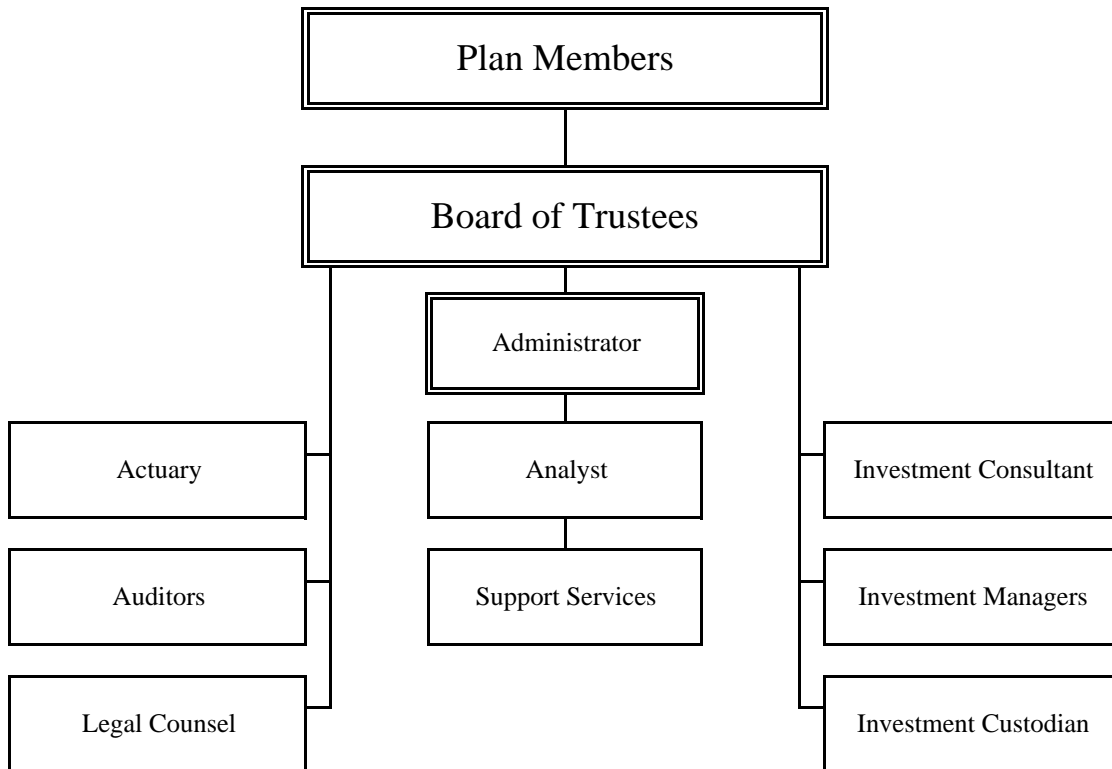 Plan Members
Board of Trustees
Administrator
Actuary
Analyst
Investment Consultant
Auditors
Support Services
Investment Managers
Legal Counsel
Investment Custodian